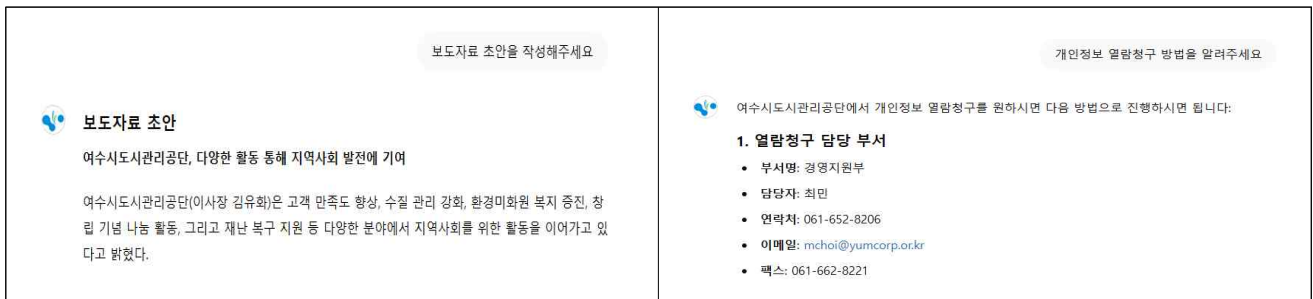 보도자료 초안을 작성해주세요
보도자료 초안
여수시도시관리공단, 다양한 활동 통해 지역사회 발전에 기여
여수시도시관리공단(이사장 김유화)은 고객 만족도 향상, 수질 관리 강화, 환경미화원 복지 증진, 창
립 기념 나눔 활동, 그리고 재난 복구 지원 등 다양한 분야에서 지역사회를 위한 활동을 이어가고 있
다고 밝혔다.
개인정보 열람청구 방법을 알려주세요
여수시도시관리공단에서 개인정보 열람청구를 원하시면 다음 방법으로 진행하시면 됩니다:
1. 열람청구 담당 부서
• 부서명: 경영지원부
• 담당자: 최민
• 연락처: 061-652-8206
• 이메일: mchoi@yumcorp.or.kr
• 팩스: 061-662-8221